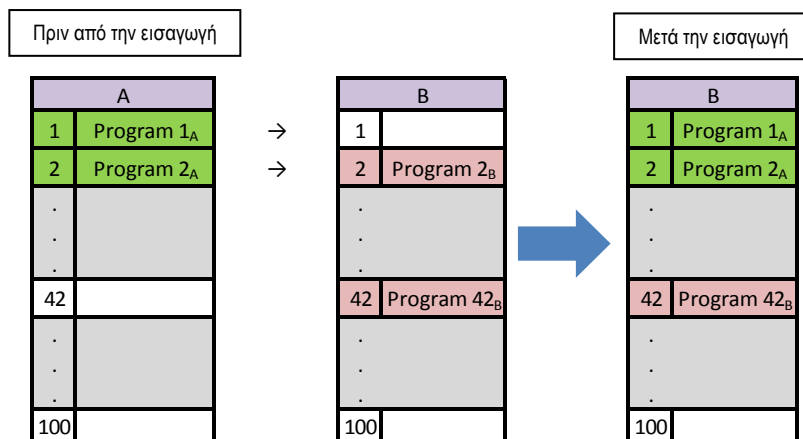 Πριν από την εισαγωγή
Μετά την εισαγωγή
A B B
1 Program 1A → 1 1 Program 1A
2 Program 2A → 2 Program 2B 2 Program 2A
. . .
. . .
. . .
42 42 Program 42B 42 Program 42B
. . .
. . .
. . .
100 100 100